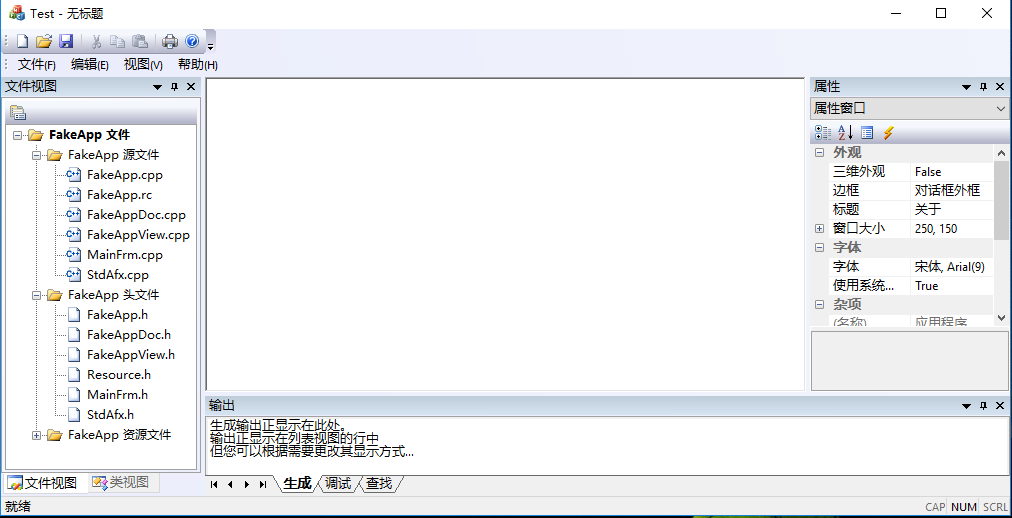 Test - 无标题
文件(F) 编辑(E) 视图(V) 帮助(H)
文件视图
FakeApp 文件
FakeApp 源文件
FakeApp.cpp
FakeApp.rc
FakeAppDoc.cpp
FakeAppView.cpp
MainFrm.cpp
StdAfx.cpp
FakeApp 头文件
FakeApp.h
FakeAppDoc.h
FakeAppView.h
Resource.h
MainFrm.h
StdAfx.h
FakeApp 资源文件
文件视图 类视图
属性
属性窗口
外观
三维外观 False
边框 对话框外框
标题 关于
窗口大小 250, 150
字体
字体 宋体, Arial(9)
使用系统... True
杂项
(名称) 应用程序
输出
生成输出正显示在此处。
输出正显示在列表视图的行中
但您可以根据需要更改其显示方式...
生成 调试 查找
就绪
CAP NUM SCRL